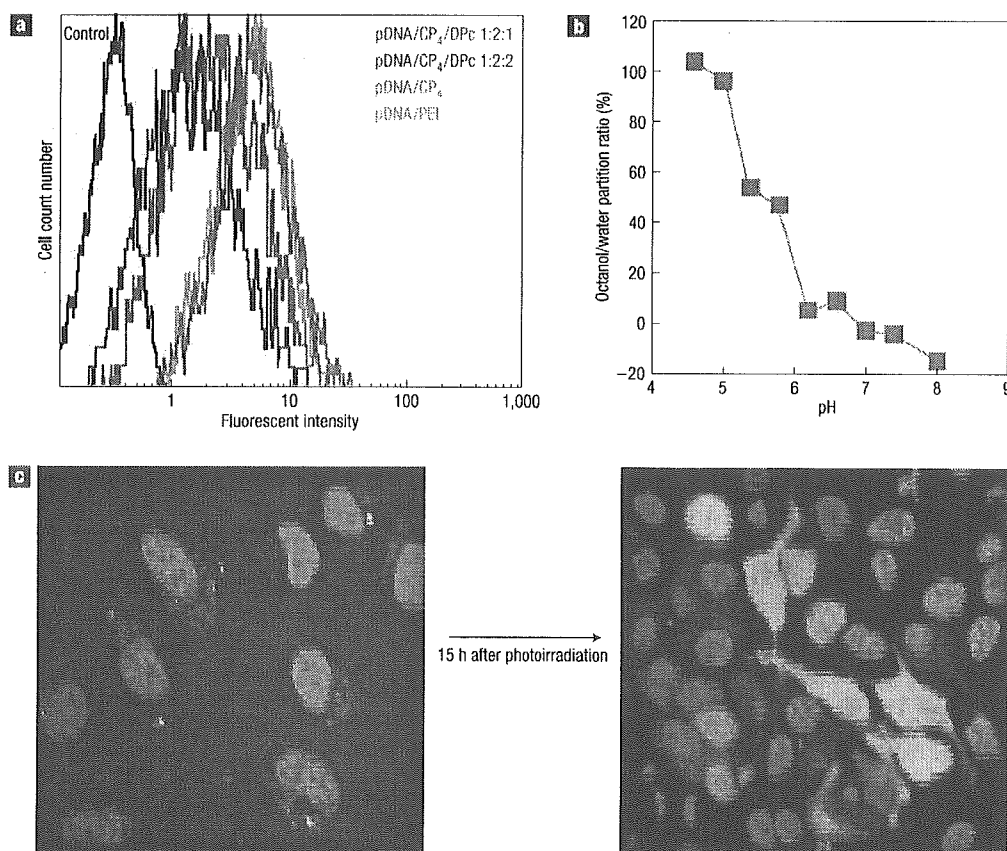 a
Control
pDNA/CP₄/DPc 1:2:1
pDNA/CP₄/DPc 1:2:2
pDNA/CP₄
pDNA/PEI
Cell count number
1
10
100
1,000
Fluorescent intensity
b
Octanol/water partition ratio (%)
120
100
80
60
40
20
0
−20
4
5
6
7
8
9
pH
c
15 h after photoirradiation